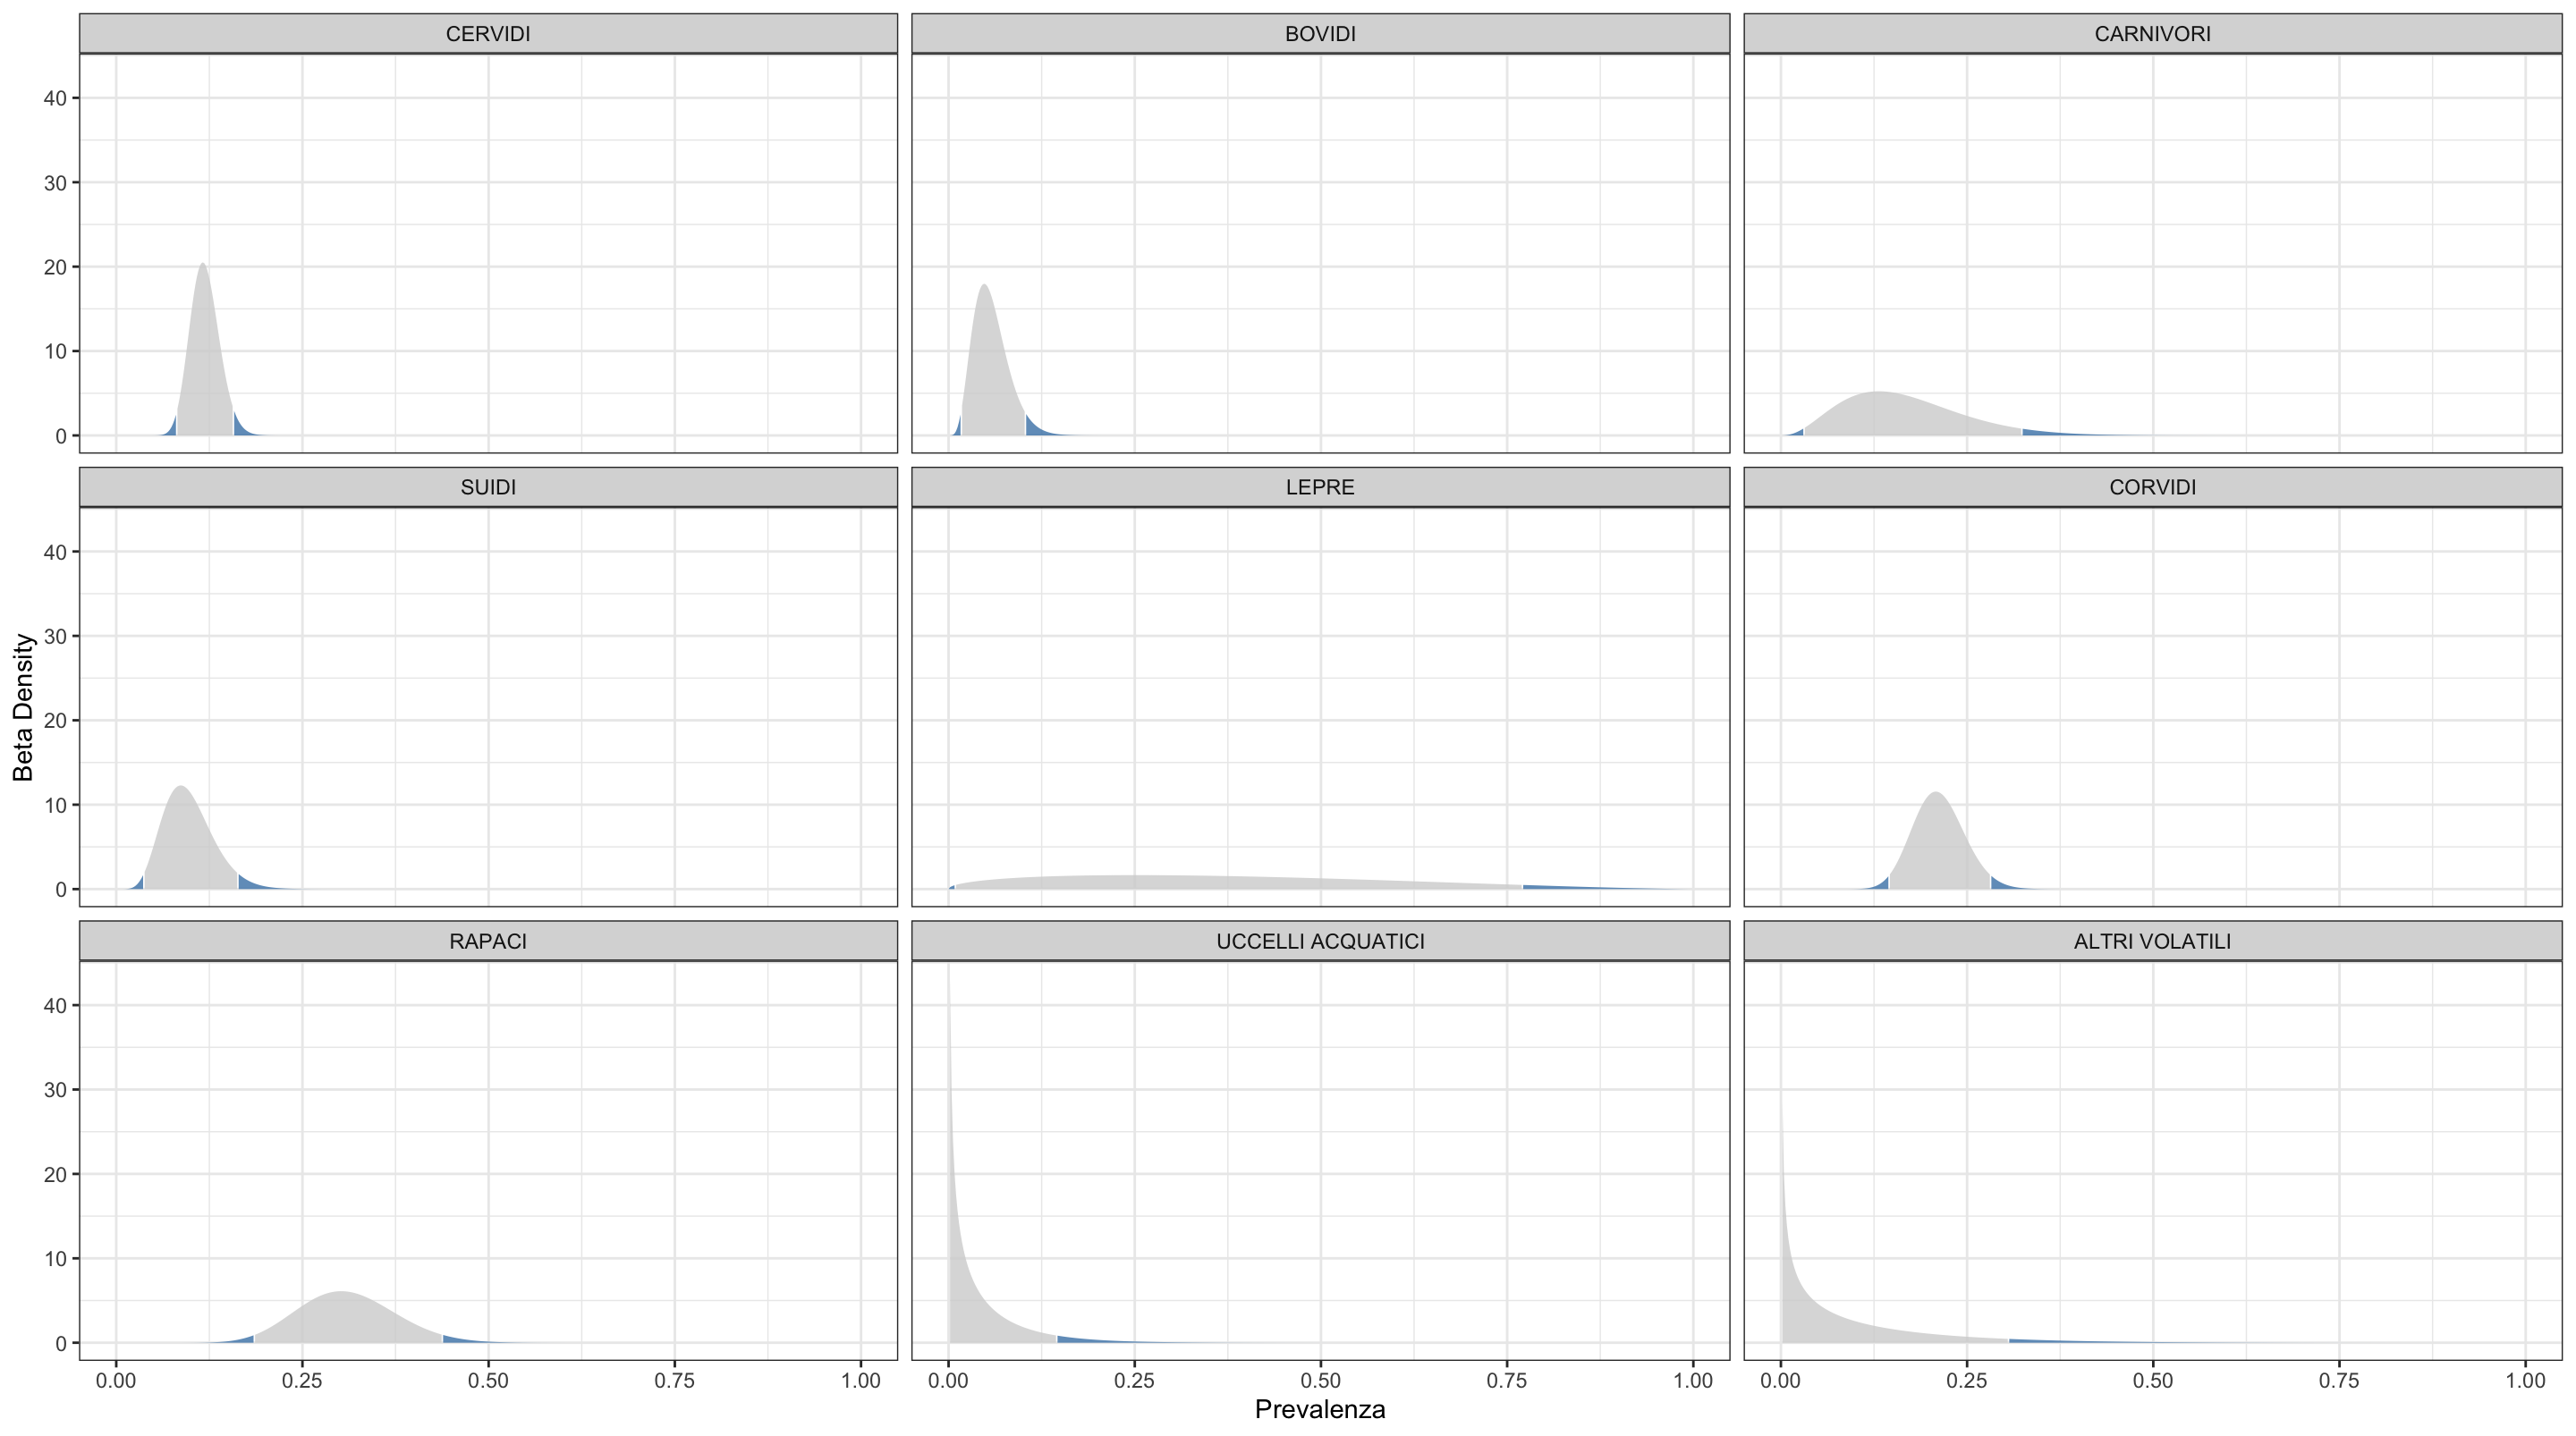 CERVIDI BOVIDI CARNIVORI
40
30
20
10
0
SUIDI LEPRE CORVIDI
40
30
20
10
0
Beta Density
RAPACI UCCELLI ACQUATICI ALTRI VOLATILI
40
30
20
10
0
0.00 0.25 0.50 0.75 1.00 0.00 0.25 0.50 0.75 1.00 0.00 0.25 0.50 0.75 1.00
Prevalenza